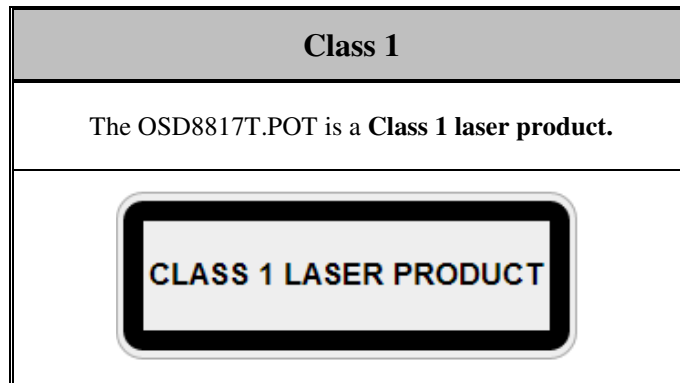 Class 1
The OSD8817T.POT is a Class 1 laser product.
CLASS 1 LASER PRODUCT